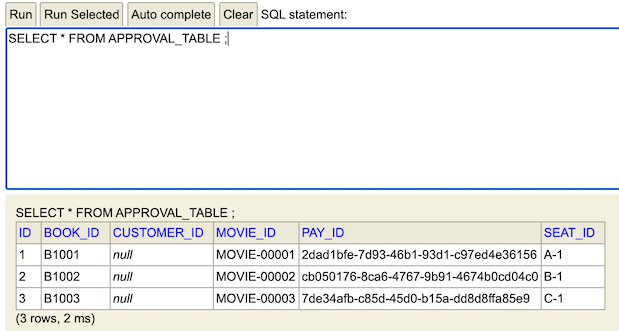 Run Run Selected Auto complete Clear SQL statement:
SELECT * FROM APPROVAL_TABLE ;
SELECT * FROM APPROVAL_TABLE ;
ID BOOK_ID CUSTOMER_ID MOVIE_ID PAY_ID SEAT_ID
1 B1001 null MOVIE-00001 2dad1bfe-7d93-46b1-93d1-c97ed4e36156 A-1
2 B1002 null MOVIE-00002 cb050176-8ca6-4767-9b91-4674b0cd04c0 B-1
3 B1003 null MOVIE-00003 7de34afb-c85d-45d0-b15a-dd8d8ffa85e9 C-1
(3 rows, 2 ms)